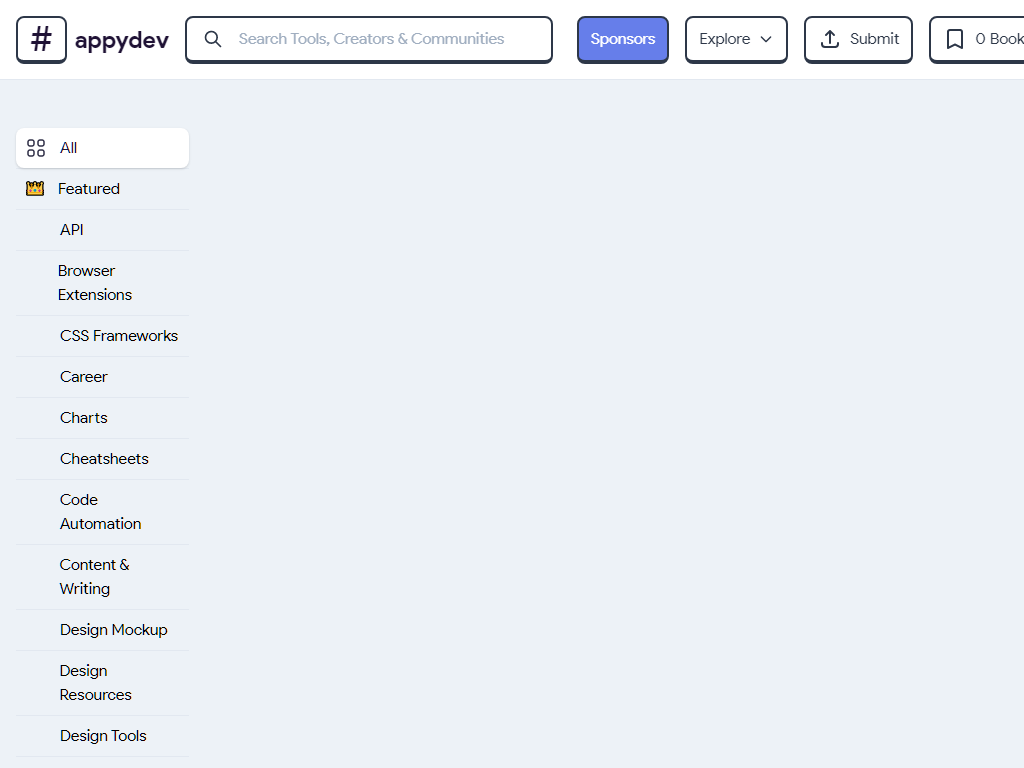 # appydev
Search Tools, Creators & Communities
Sponsors
Explore
Submit
0 Book
All
Featured
API
Browser
Extensions
CSS Frameworks
Career
Charts
Cheatsheets
Code
Automation
Content &
Writing
Design Mockup
Design
Resources
Design Tools